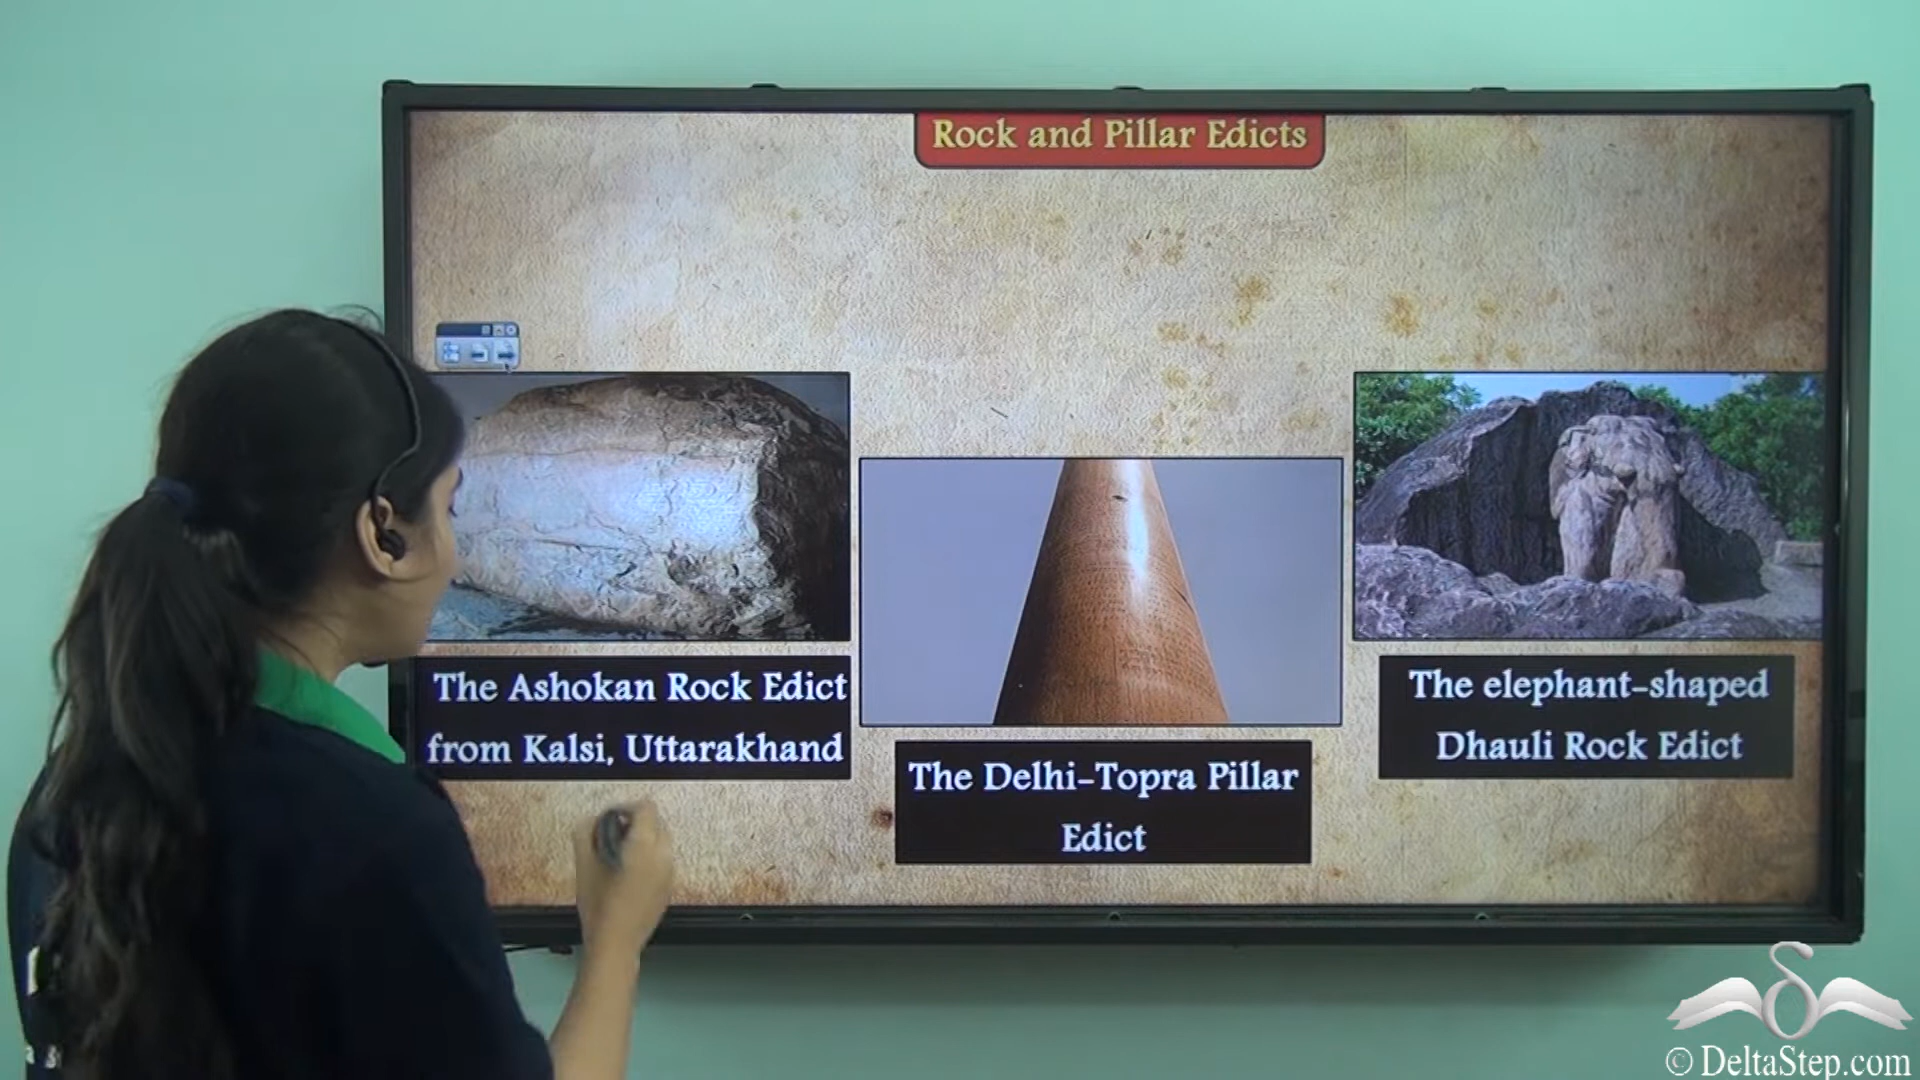 Rock and Pillar Edicts
The Ashokan Rock Edict
from Kalsi, Uttarakhand
The Delhi-Topra Pillar
Edict
The elephant-shaped
Dhauli Rock Edict
© DeltaStep.com